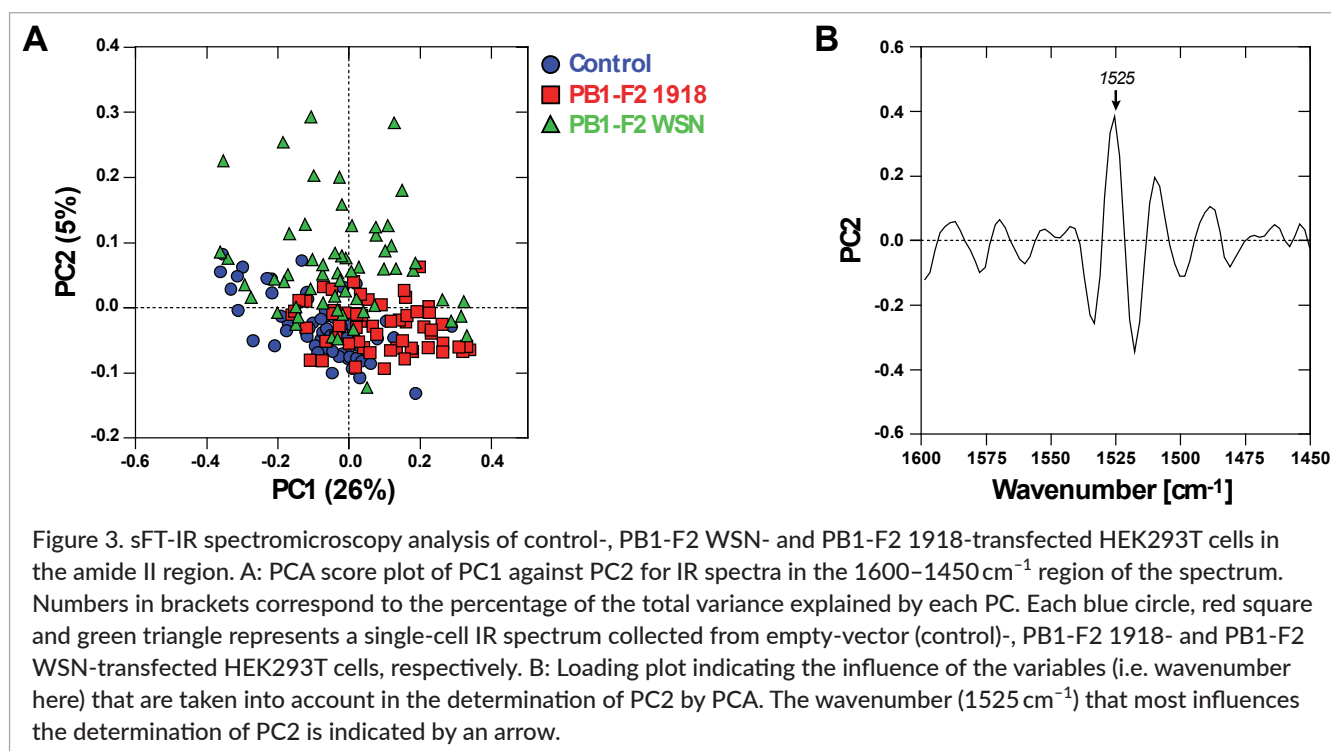 A
0.4
0.3
0.2
0.1
0.0
-0.1
-0.2
PC2 (5%)
-0.6
-0.4
-0.2
0.0
0.2
0.4
PC1 (26%)
Control
PB1-F2 1918
PB1-F2 WSN
B
0.6
0.4
0.2
0.0
-0.2
-0.4
-0.6
PC2
1525
1600
1575
1550
1525
1500
1475
1450
Wavenumber [cm-1]
Figure 3. sFT-IR spectromicroscopy analysis of control-, PB1-F2 WSN- and PB1-F2 1918-transfected HEK293T cells in
the amide II region. A: PCA score plot of PC1 against PC2 for IR spectra in the 1600–1450 cm⁻¹ region of the spectrum.
Numbers in brackets correspond to the percentage of the total variance explained by each PC. Each blue circle, red square
and green triangle represents a single-cell IR spectrum collected from empty-vector (control)-, PB1-F2 1918- and PB1-F2
WSN-transfected HEK293T cells, respectively. B: Loading plot indicating the influence of the variables (i.e. wavenumber
here) that are taken into account in the determination of PC2 by PCA. The wavenumber (1525 cm⁻¹) that most influences
the determination of PC2 is indicated by an arrow.